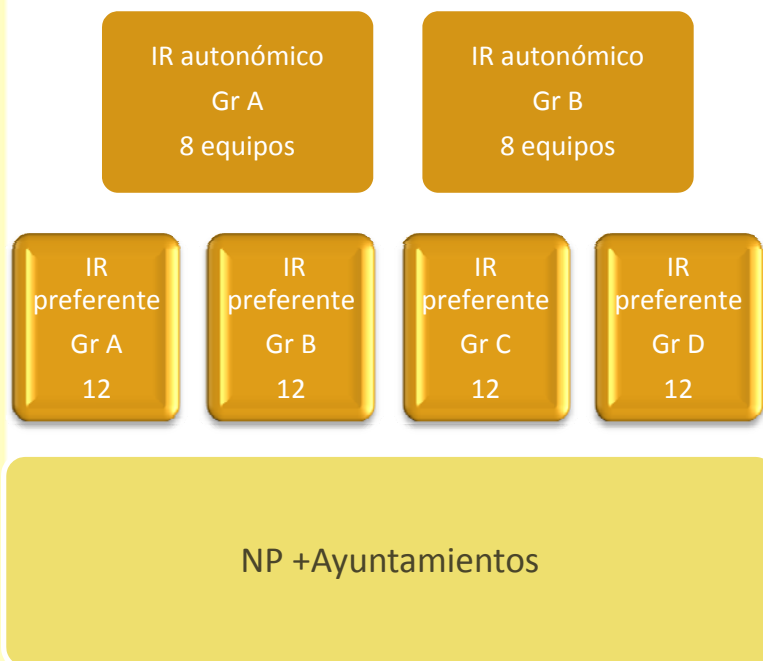 IR autonómico
Gr A
8 equipos
IR autonómico
Gr B
8 equipos
IR
preferente
Gr A
12
IR
preferente
Gr B
12
IR
preferente
Gr C
12
IR
preferente
Gr D
12
NP +Ayuntamientos